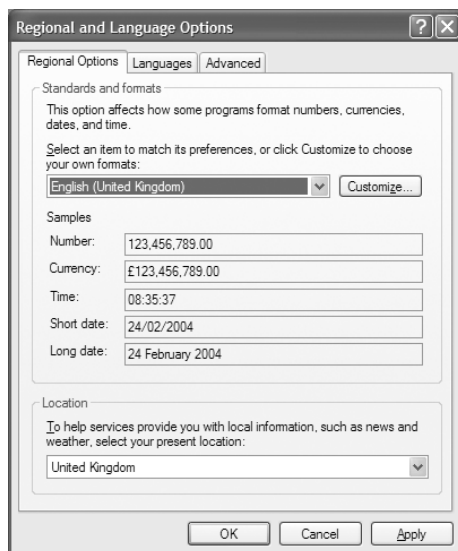 Regional and Language Options
Regional Options Languages Advanced
Standards and formats
This option affects how some programs format numbers, currencies,
dates, and time.
Select an item to match its preferences, or click Customize to choose
your own formats:
English (United Kingdom) Customize...
Samples
Number: 123,456,789.00
Currency: £123,456,789.00
Time: 08:35:37
Short date: 24/02/2004
Long date: 24 February 2004
Location
To help services provide you with local information, such as news and
weather, select your present location:
United Kingdom
OK Cancel Apply